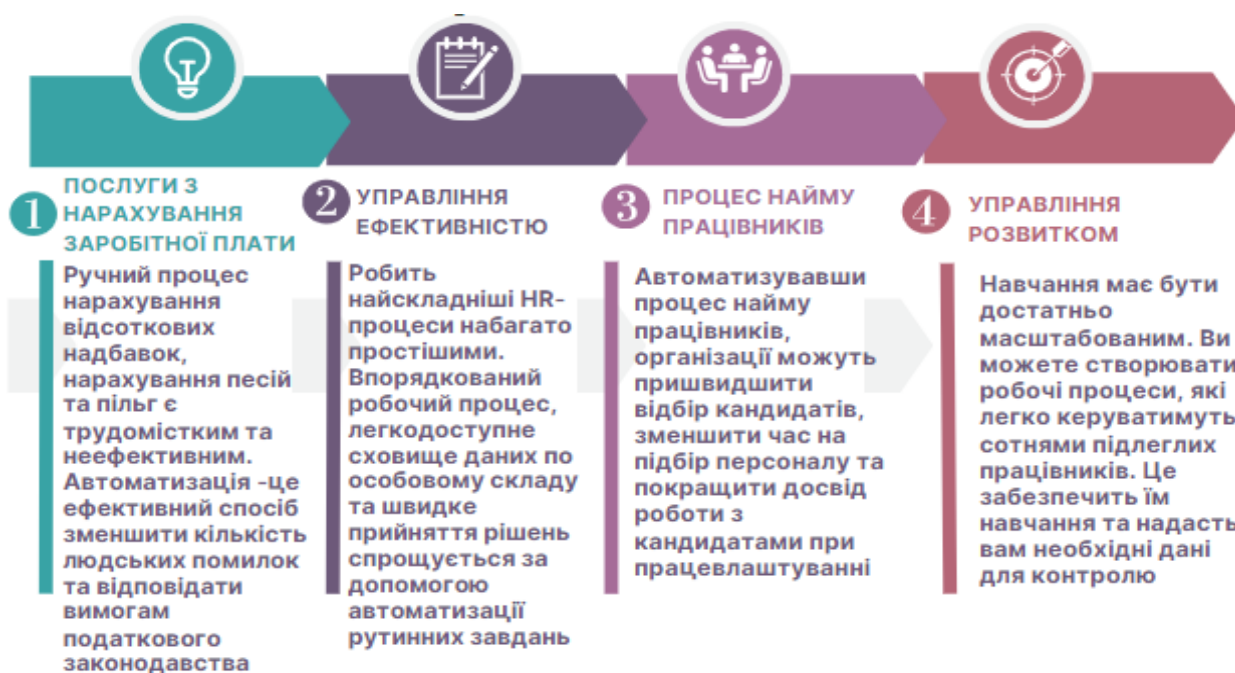 1
ПОСЛУГИ З
НАРАХУВАННЯ
ЗАРОБІТНОЇ ПЛАТИ
Ручний процес
нарахування
відсоткових
надбавок,
нарахування песій
та пільг є
трудомістким та
неефективним.
Автоматизація -це
ефективний спосіб
зменшити кількість
людських помилок
та відповідати
вимогам
податкового
законодавства
2
УПРАВЛІННЯ
ЕФЕКТИВНІСТЮ
Робить
найскладніші HR-
процеси набагато
простішими.
Впорядкований
робочий процес,
легкодоступне
сховище даних по
особовому складу
та швидке
прийняття рішень
спрощується за
допомогою
автоматизації
рутинних завдань
3
ПРОЦЕС НАЙМУ
ПРАЦІВНИКІВ
Автоматизувавши
процес найму
працівників,
організації можуть
пришвидшити
відбір кандидатів,
зменшити час на
підбір персоналу та
покращити досвід
роботи з
кандидатами при
працевлаштуванні
4
УПРАВЛІННЯ
РОЗВИТКОМ
Навчання має бути
достатньо
масштабованим. Ви
можете створювати
робочі процеси, які
легко керуватимуть
сотнями підлеглих
працівників. Це
забезпечить їм
навчання та надасть
вам необхідні дані
для контролю